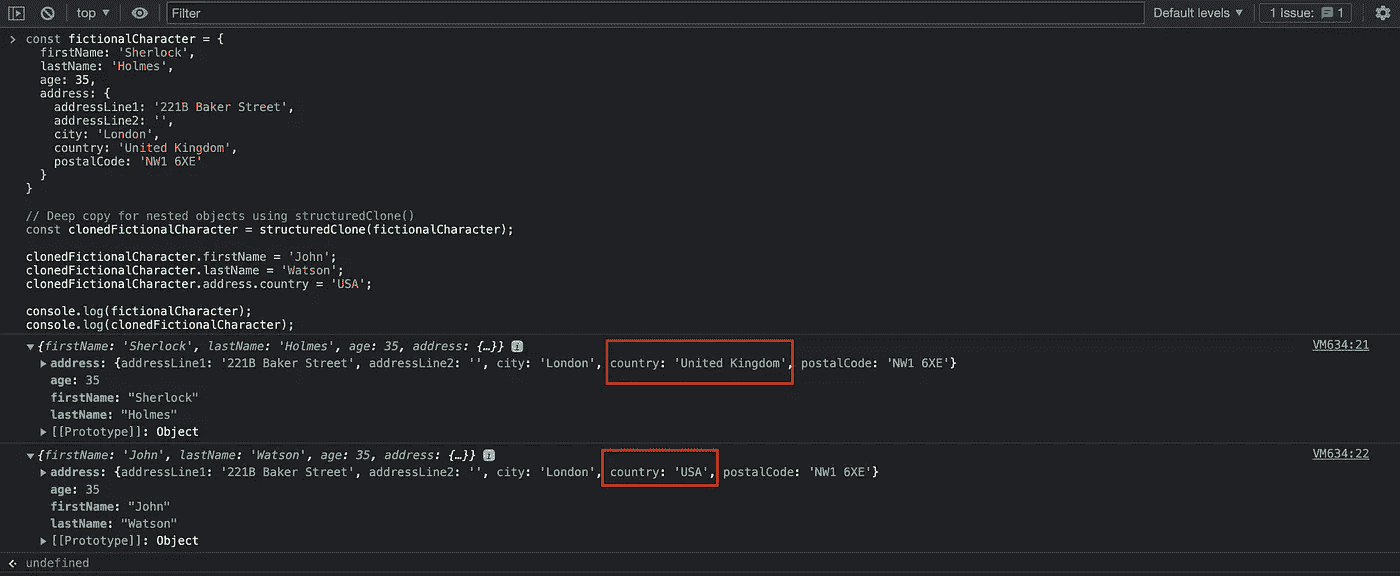 top ▼ Filter Default levels ▼ 1 Issue: 1
> const fictionalCharacter = {
  firstName: 'Sherlock',
  lastName: 'Holmes',
  age: 35,
  address: {
    addressLine1: '221B Baker Street',
    addressLine2: '',
    city: 'London',
    country: 'United Kingdom',
    postalCode: 'NW1 6XE'
  }
}
// Deep copy for nested objects using structuredClone()
const clonedFictionalCharacter = structuredClone(fictionalCharacter);
clonedFictionalCharacter.firstName = 'John';
clonedFictionalCharacter.lastName = 'Watson';
clonedFictionalCharacter.address.country = 'USA';
console.log(fictionalCharacter);
console.log(clonedFictionalCharacter);
▼{firstName: 'Sherlock', lastName: 'Holmes', age: 35, address: {…}} i VM634:21
▶address: {addressLine1: '221B Baker Street', addressLine2: '', city: 'London', country: 'United Kingdom', postalCode: 'NW1 6XE'}
age: 35
firstName: "Sherlock"
lastName: "Holmes"
▶[[Prototype]]: Object
▼{firstName: 'John', lastName: 'Watson', age: 35, address: {…}} i VM634:22
▶address: {addressLine1: '221B Baker Street', addressLine2: '', city: 'London', country: 'USA', postalCode: 'NW1 6XE'}
age: 35
firstName: "John"
lastName: "Watson"
▶[[Prototype]]: Object
undefined